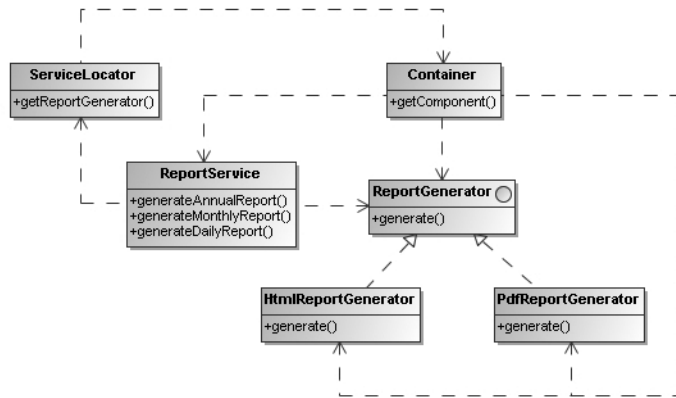 ServiceLocator
+getReportGenerator()
Container
+getComponent()
ReportService
+generateAnnualReport()
+generateMonthlyReport()
+generateDailyReport()
ReportGenerator
+generate()
HtmlReportGenerator
+generate()
PdfReportGenerator
+generate()